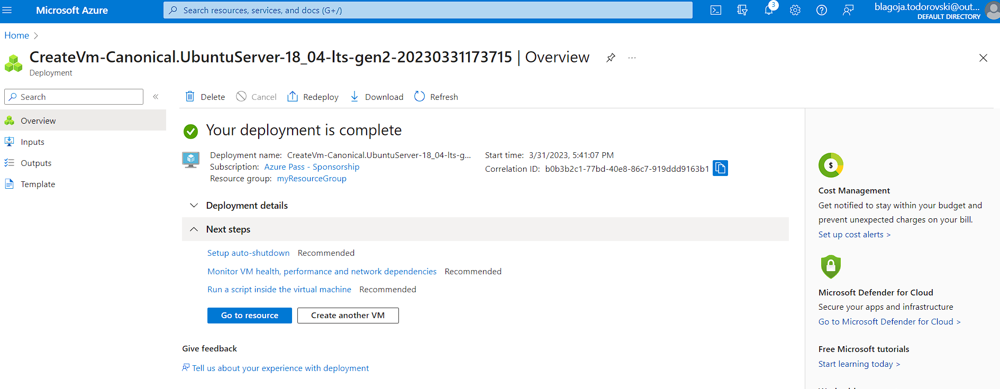 Microsoft Azure
Search resources, services, and docs (G+/)
3
blagoja.todorovski@out...
DEFAULT DIRECTORY
Home
CreateVm-Canonical.UbuntuServer-18_04-lts-gen2-20230331173715 | Overview
Deployment
Search
Delete
Cancel
Redeploy
Download
Refresh
Overview
Inputs
Outputs
Template
Your deployment is complete
Deployment name: CreateVm-Canonical.UbuntuServer-18_04-lts-g...
Subscription: Azure Pass - Sponsorship
Resource group: myResourceGroup
Start time: 3/31/2023, 5:41:07 PM
Correlation ID: b0b3b2c1-77bd-40e8-86c7-919ddd9163b1
Deployment details
Next steps
Setup auto-shutdown Recommended
Monitor VM health, performance and network dependencies Recommended
Run a script inside the virtual machine Recommended
Go to resource
Create another VM
Give feedback
Tell us about your experience with deployment
$
Cost Management
Get notified to stay within your budget and
prevent unexpected charges on your bill.
Set up cost alerts >
Microsoft Defender for Cloud
Secure your apps and infrastructure
Go to Microsoft Defender for Cloud >
Free Microsoft tutorials
Start learning today >